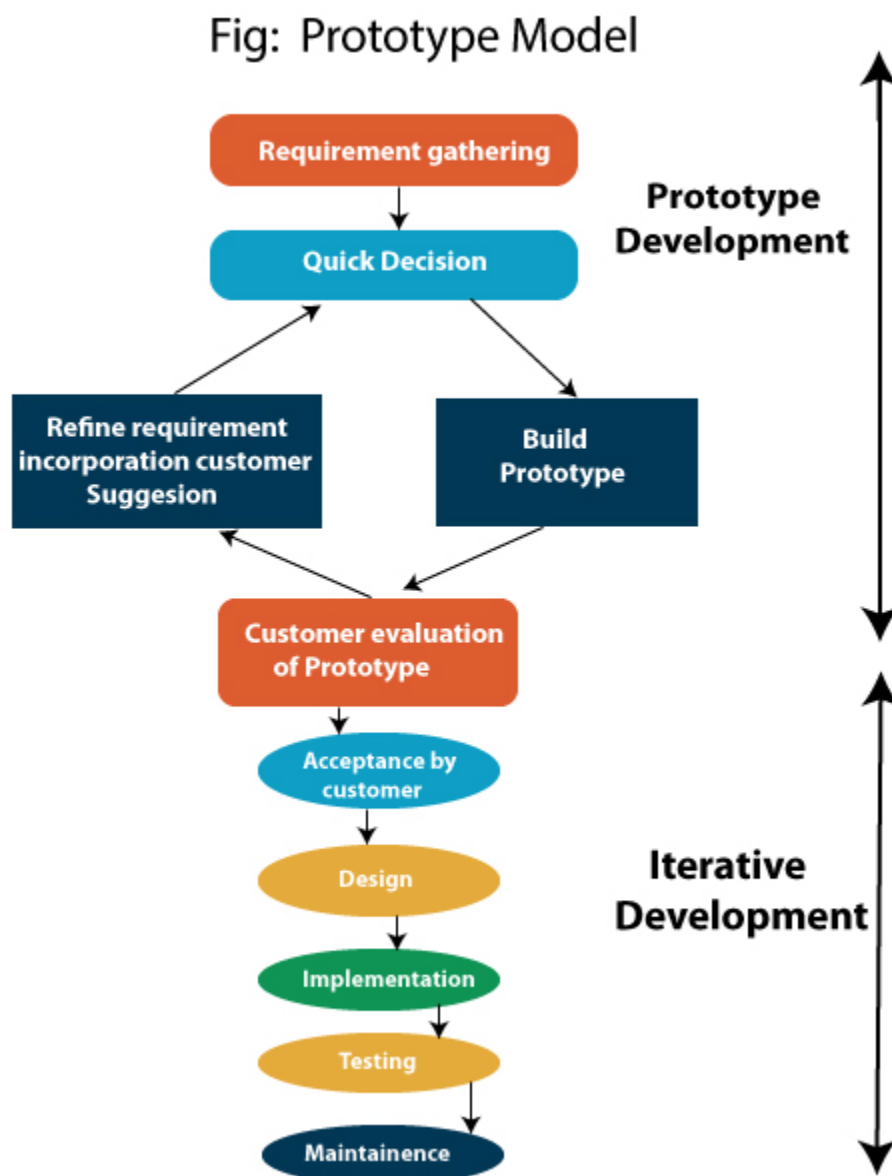 Fig: Prototype Model
Requirement gathering
Prototype
Development
Quick Decision
Refine requirement
incorporation customer
Suggesion
Build
Prototype
Customer evaluation
of Prototype
Acceptance by
customer
Design
Iterative
Development
Implementation
Testing
Maintainence